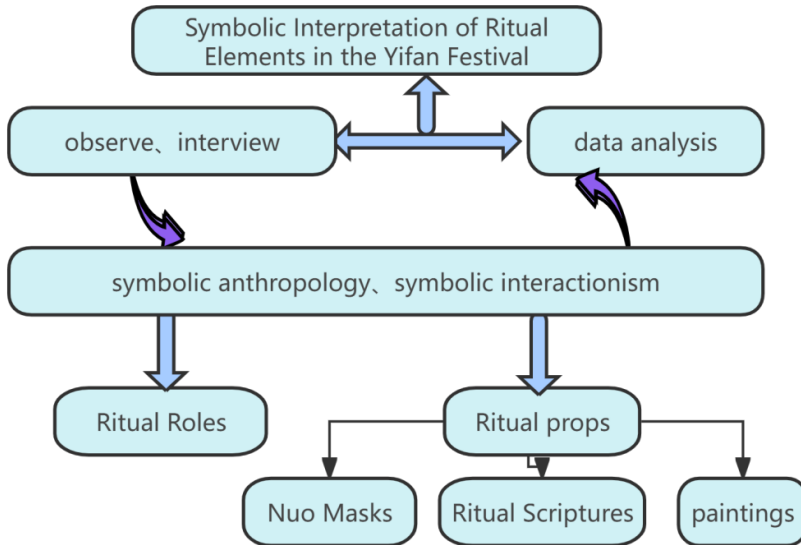 Symbolic Interpretation of Ritual
Elements in the Yifan Festival
observe、interview
data analysis
symbolic anthropology、symbolic interactionism
Ritual Roles
Ritual props
Nuo Masks
Ritual Scriptures
paintings